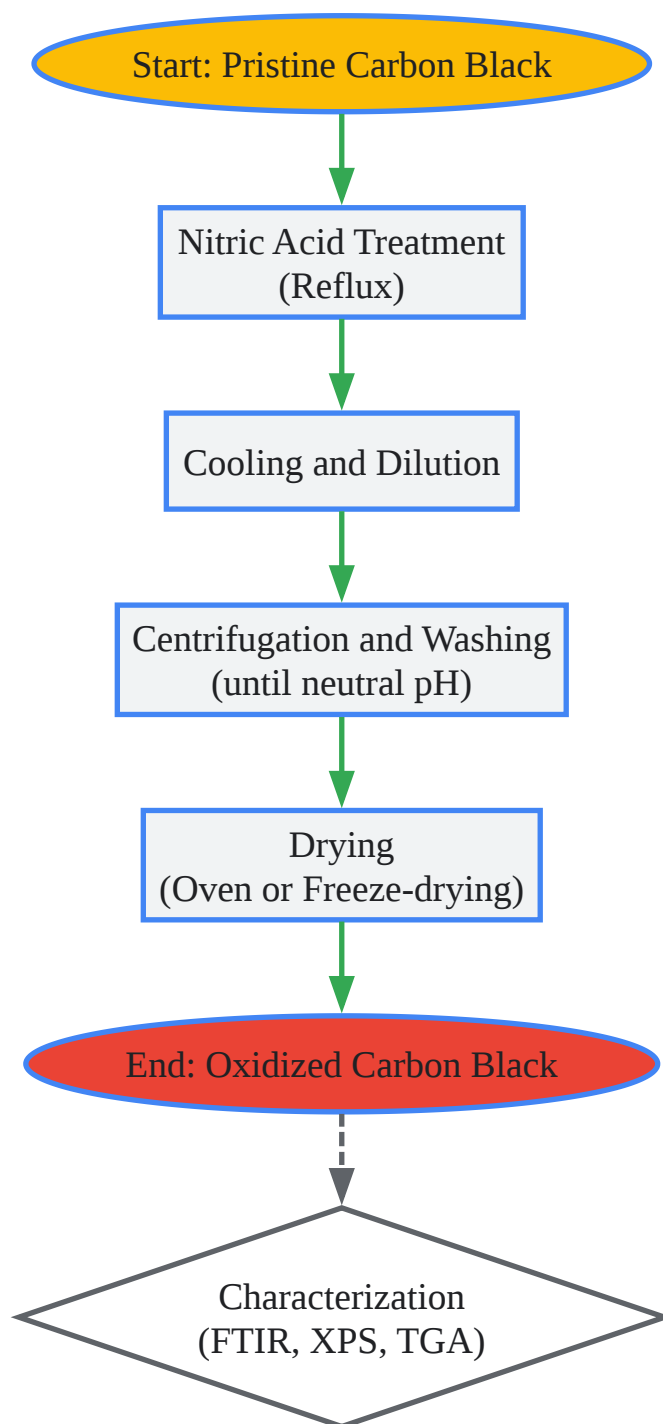 Start: Pristine Carbon Black
Nitric Acid Treatment
(Reflux)
Cooling and Dilution
Centrifugation and Washing
(until neutral pH)
Drying
(Oven or Freeze-drying)
End: Oxidized Carbon Black
Characterization
(FTIR, XPS, TGA)